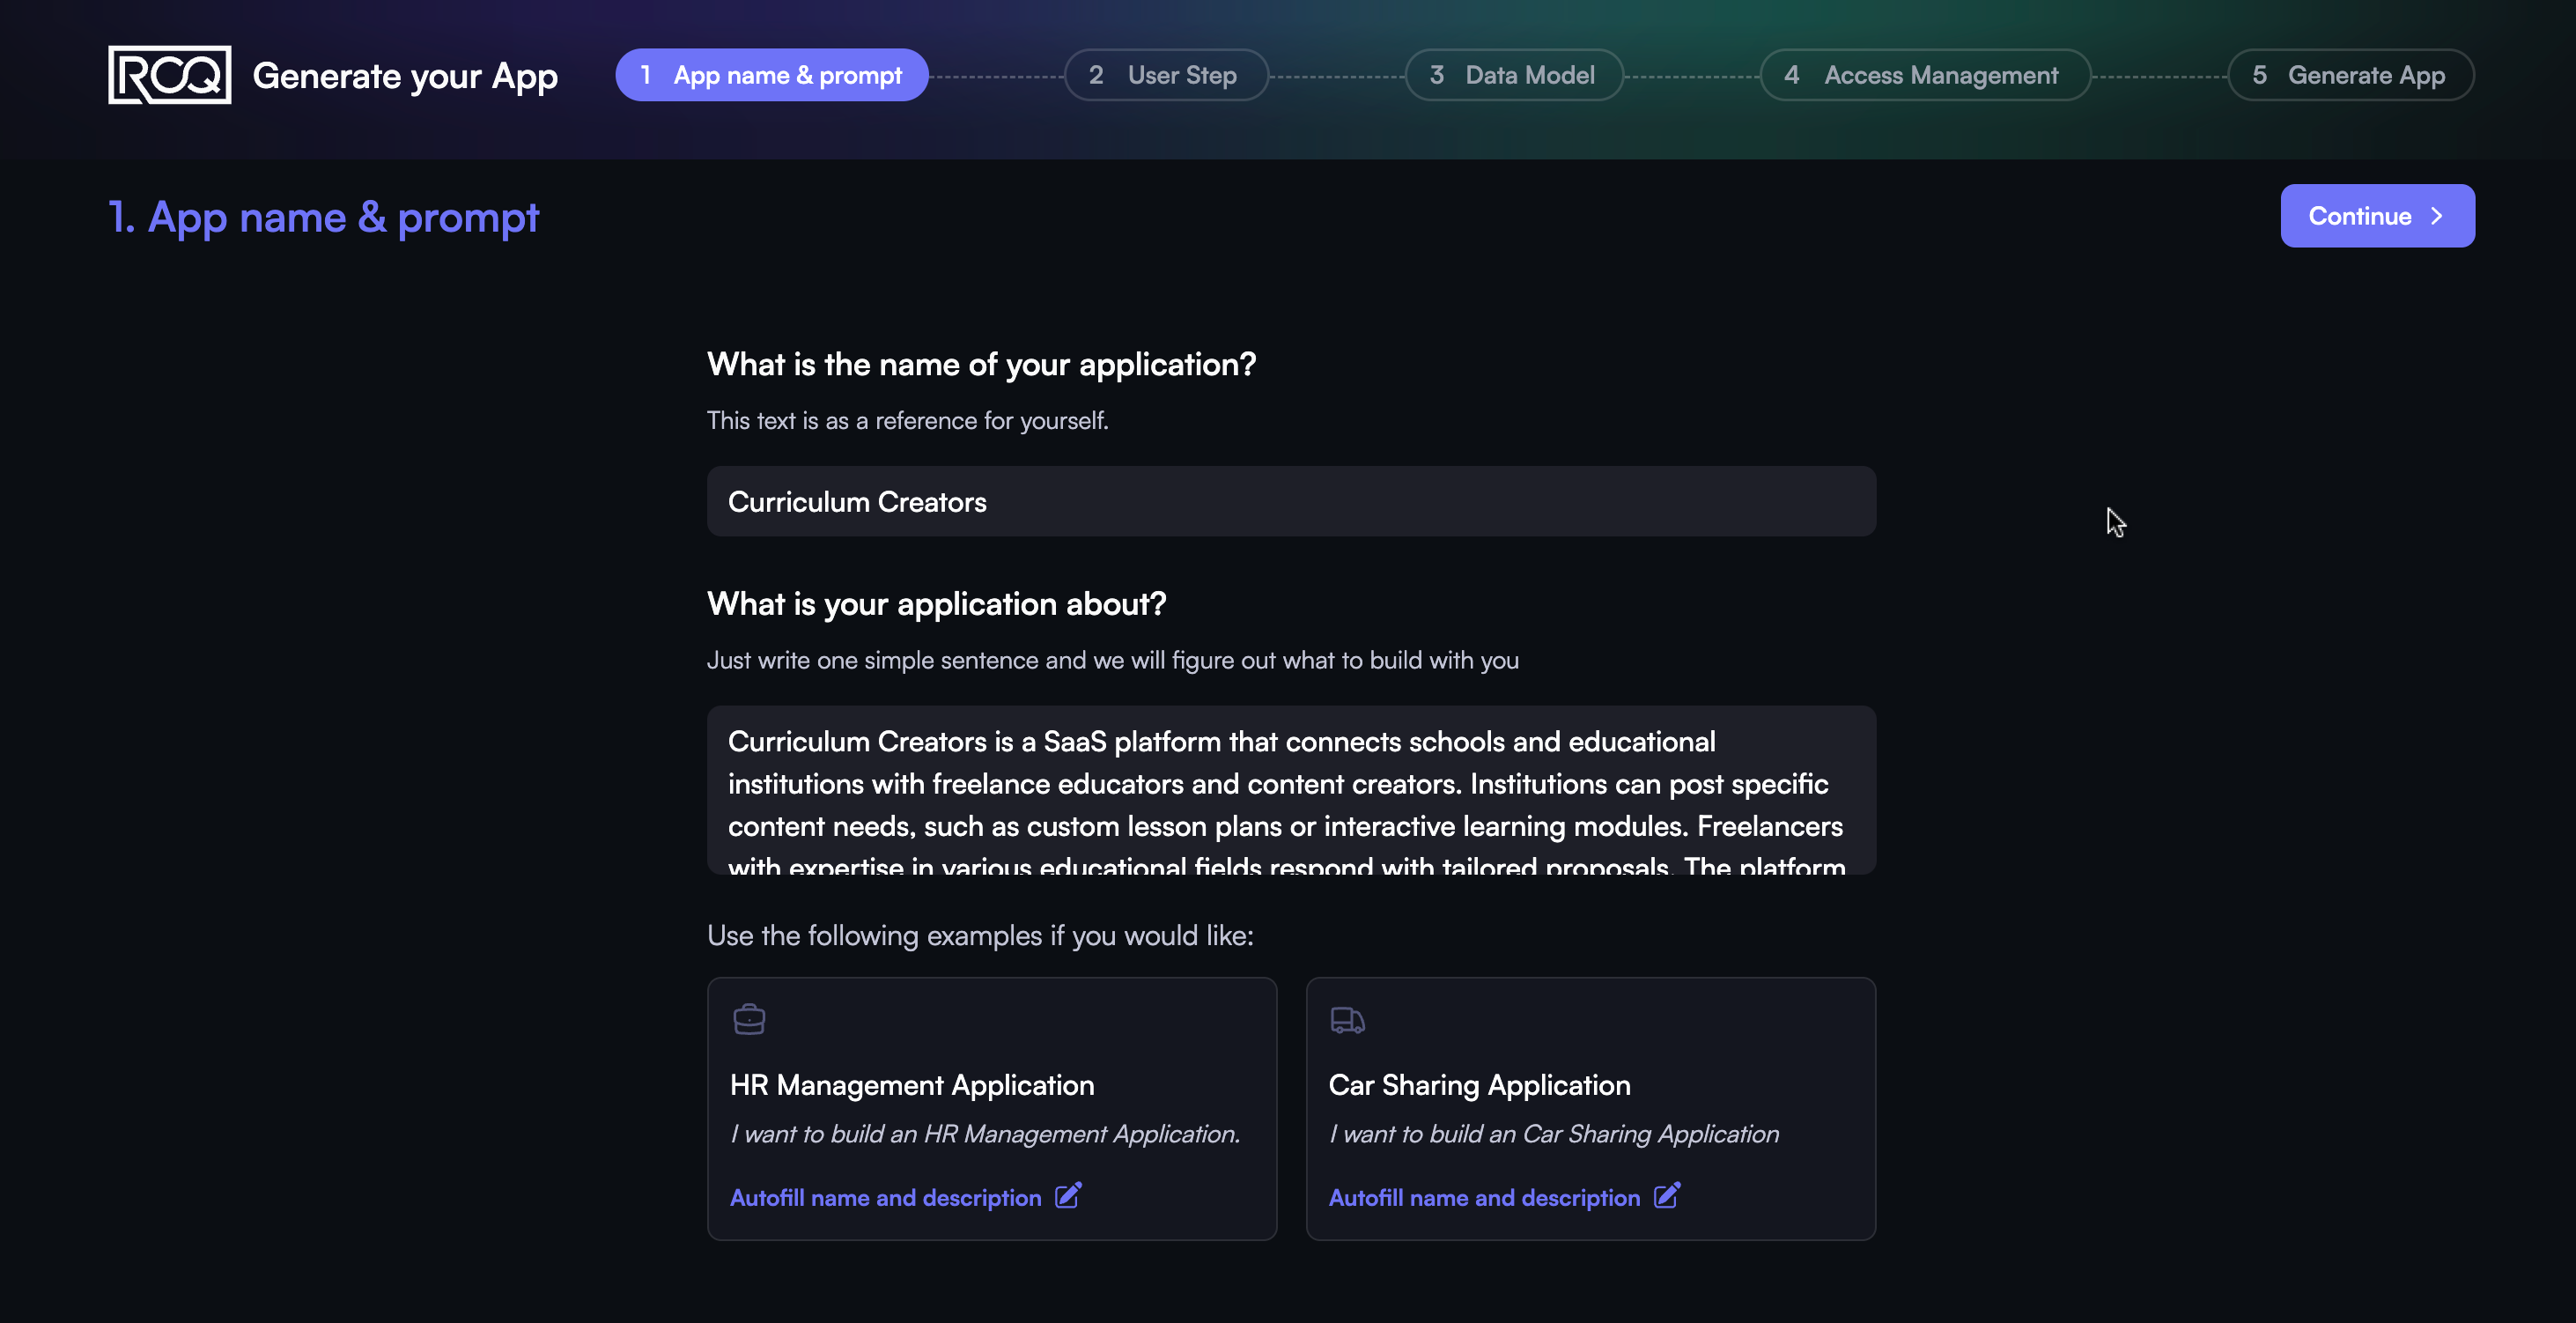 RCQ Generate your App
1 App name & prompt
2 User Step
3 Data Model
4 Access Management
5 Generate App
1. App name & prompt
Continue
What is the name of your application?
This text is as a reference for yourself.
Curriculum Creators
What is your application about?
Just write one simple sentence and we will figure out what to build with you
Curriculum Creators is a SaaS platform that connects schools and educational
institutions with freelance educators and content creators. Institutions can post specific
content needs, such as custom lesson plans or interactive learning modules. Freelancers
with expertise in various educational fields respond with tailored proposals. The platform
Use the following examples if you would like:
HR Management Application
I want to build an HR Management Application.
Autofill name and description
Car Sharing Application
I want to build an Car Sharing Application
Autofill name and description